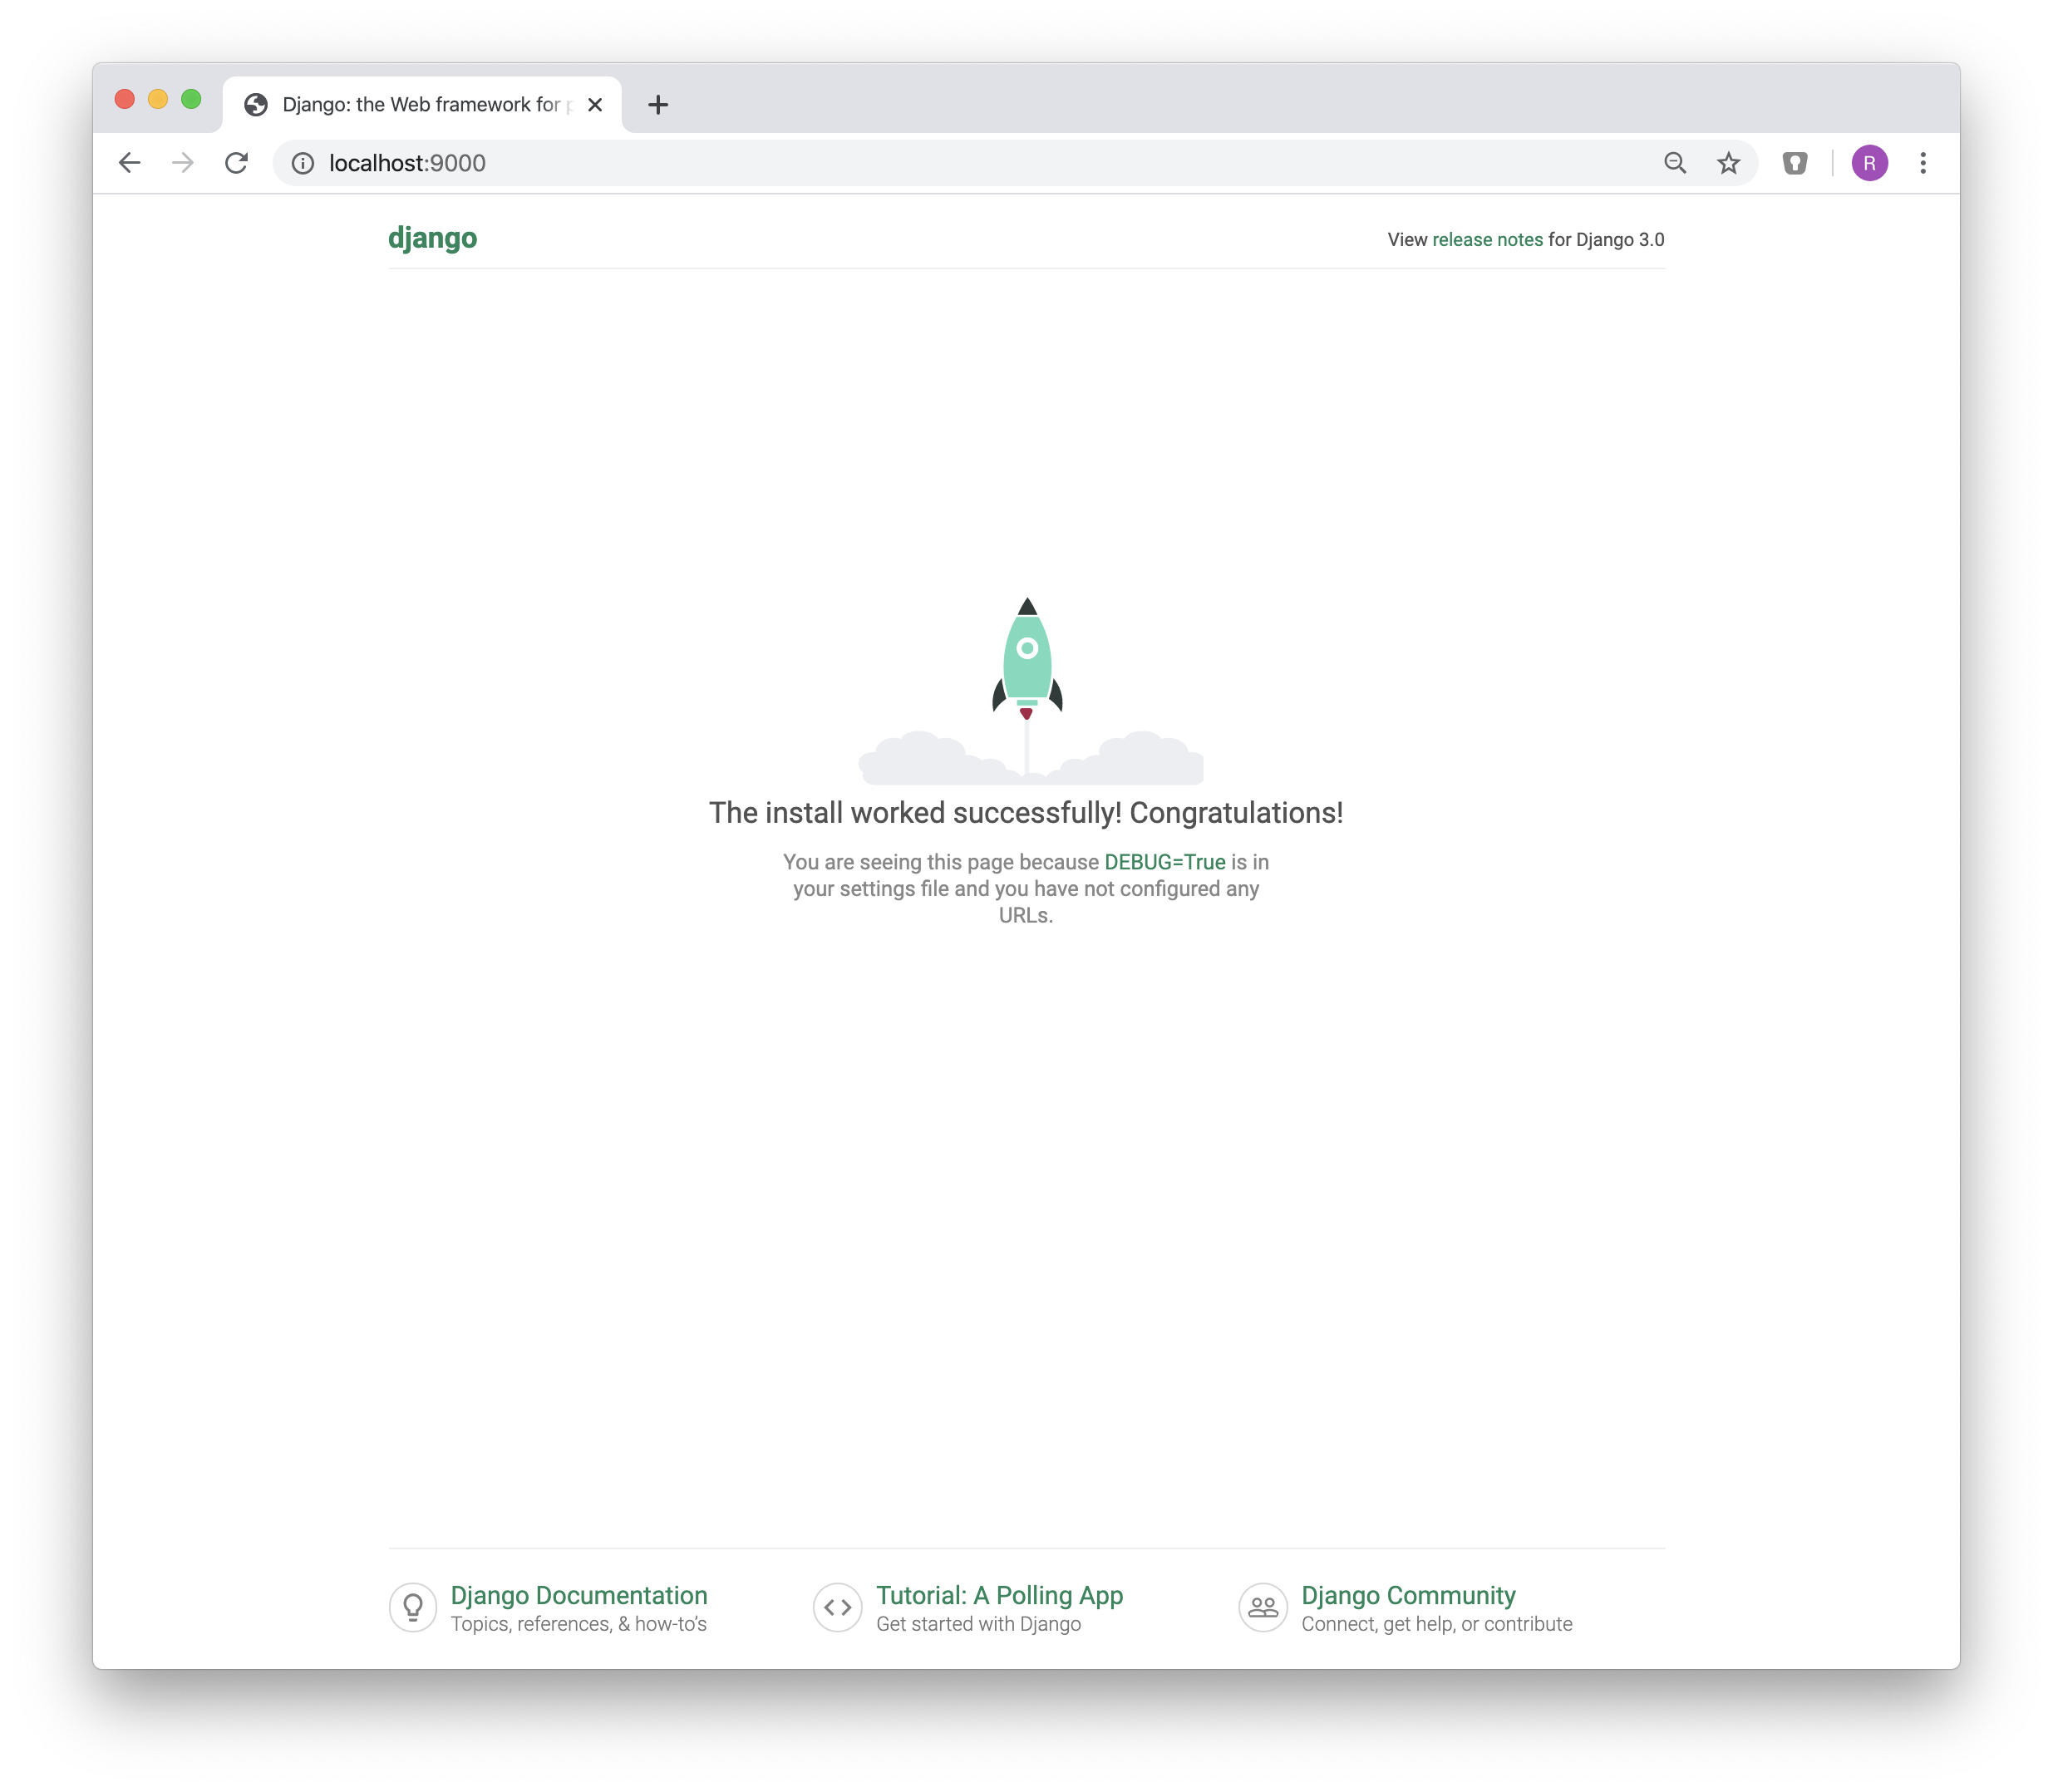 Django: the Web framework for
localhost:9000
R
django
View release notes for Django 3.0
The install worked successfully! Congratulations!
You are seeing this page because DEBUG=True is in
your settings file and you have not configured any
URLs.
Django Documentation
Topics, references, & how-to’s
Tutorial: A Polling App
Get started with Django
Django Community
Connect, get help, or contribute